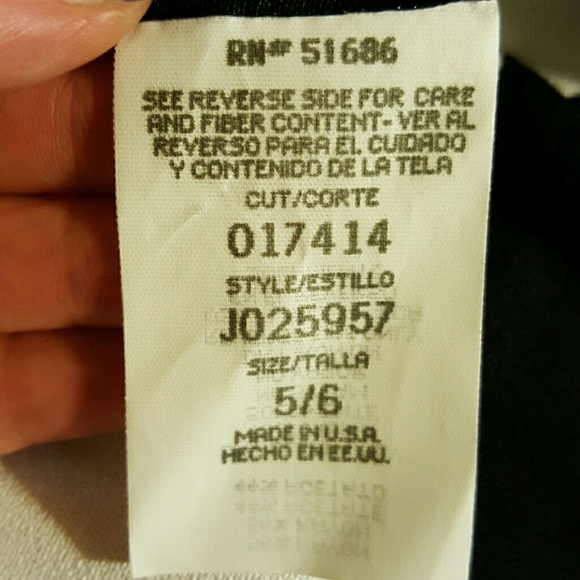 RN# 51686
SEE REVERSE SIDE FOR CARE
AND FIBER CONTENT- VER AL
REVERSO PARA EL CUIDADO
Y CONTENIDO DE LA TELA
CUT/CORTE
017414
STYLE/ESTILLO
J025957
SIZE/TALLA
5/6
MADE IN U.S.A.
HECHO EN EE.UU.